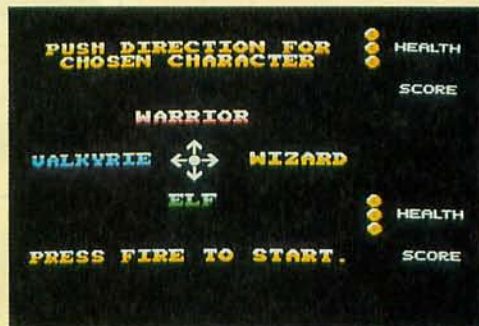 PUSH DIRECTION FOR
CHOSEN CHARACTER
HEALTH
SCORE
WARRIOR
VALKYRIE WIZARD
ELF
HEALTH
PRESS FIRE TO START. SCORE